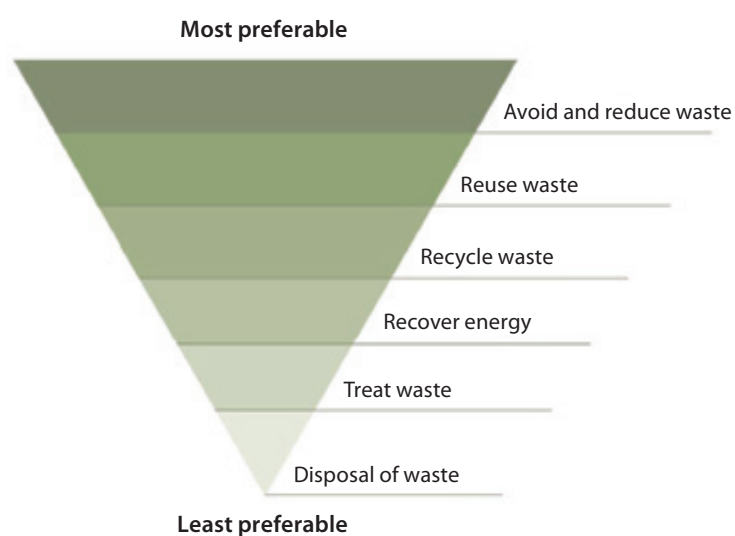 Most preferable
Avoid and reduce waste
Reuse waste
Recycle waste
Recover energy
Treat waste
Disposal of waste
Least preferable